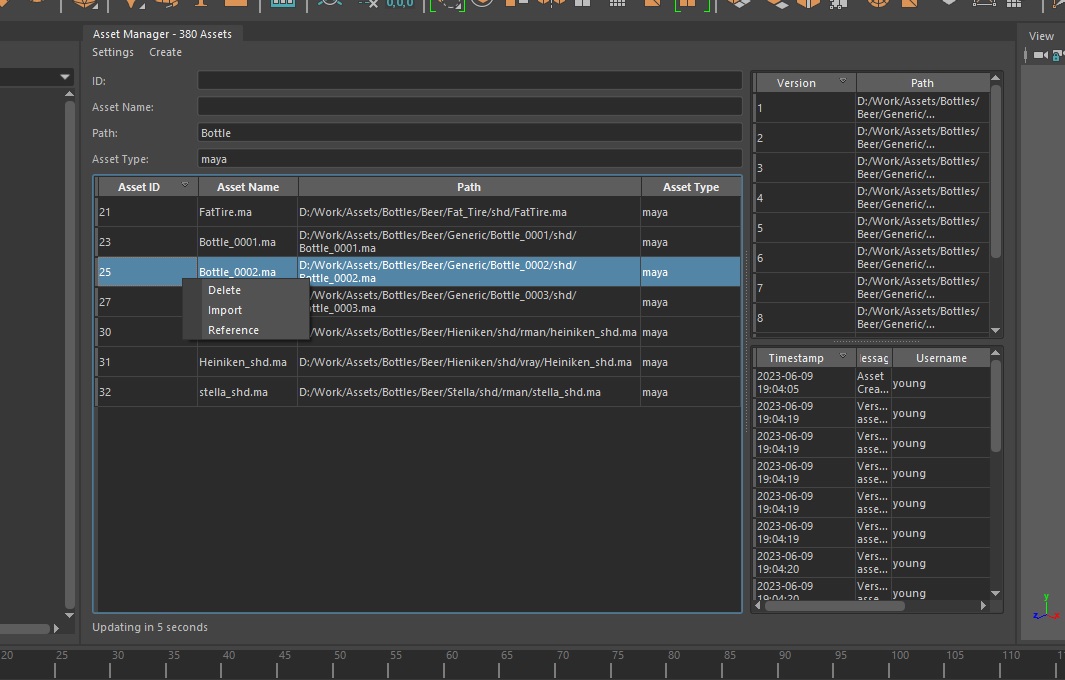 0,0,0
Asset Manager - 380 Assets
View
Settings Create
ID:
Asset Name:
Path: Bottle
Asset Type: maya
Asset ID Asset Name Path Asset Type
21 FatTire.ma D:/Work/Assets/Bottles/Beer/Fat_Tire/shd/FatTire.ma maya
23 Bottle_0001.ma D:/Work/Assets/Bottles/Beer/Generic/Bottle_0001/shd/
Bottle_0001.ma maya
25 Bottle_0002.ma D:/Work/Assets/Bottles/Beer/Generic/Bottle_0002/shd/
Bottle_0002.ma maya
27 D:/Work/Assets/Bottles/Beer/Generic/Bottle_0003/shd/
ottle_0003.ma maya
30 /Work/Assets/Bottles/Beer/Hieniken/shd/rman/heiniken_shd.ma maya
31 Heiniken_shd.ma D:/Work/Assets/Bottles/Beer/Hieniken/shd/vray/Heiniken_shd.ma maya
32 stella_shd.ma D:/Work/Assets/Bottles/Beer/Stella/shd/rman/stella_shd.ma maya
Delete
Import
Reference
Updating in 5 seconds
Version Path
1 D:/Work/Assets/Bottles/
Beer/Generic/...
2 D:/Work/Assets/Bottles/
Beer/Generic/...
3 D:/Work/Assets/Bottles/
Beer/Generic/...
4 D:/Work/Assets/Bottles/
Beer/Generic/...
5 D:/Work/Assets/Bottles/
Beer/Generic/...
6 D:/Work/Assets/Bottles/
Beer/Generic/...
7 D:/Work/Assets/Bottles/
Beer/Generic/...
8 D:/Work/Assets/Bottles/
Beer/Generic/...
Timestamp lessag Username
2023-06-09
19:04:05 Asset
Crea... young
2023-06-09
19:04:19 Vers...
asse... young
2023-06-09
19:04:19 Vers...
asse... young
2023-06-09
19:04:19 Vers...
asse... young
2023-06-09
19:04:19 Vers...
asse... young
2023-06-09
19:04:19 Vers...
asse... young
2023-06-09
19:04:20 Vers...
asse... young
2023-06-09
19:04:20 Vers...
asse... young
y
z x
20 25 30 35 40 45 50 55 60 65 70 75 80 85 90 95 100 105 110